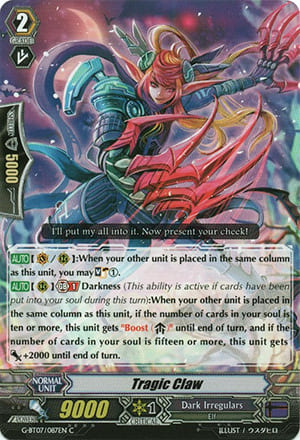 2
GRADE
SHIELD
5000
I'll put my all into it. Now present your check!
AUTO [ ]: When your other unit is placed in the same column
as this unit, you may ①.
AUTO [ ] GB 1 Darkness (This ability is active if cards have been
put into your soul during this turn):When your other unit is placed in the
same column as this unit, if the number of cards in your soul is
ten or more, this unit gets "Boost ( )" until end of turn, and if the
number of cards in your soul is fifteen or more, this unit gets
+2000 until end of turn.
NORMAL
UNIT
Tragic Claw
POWER
9000
1
CRITICAL
Dark Irregulars
Elf
G-BT07/087EN C
ILLUST / ウスダヒロ